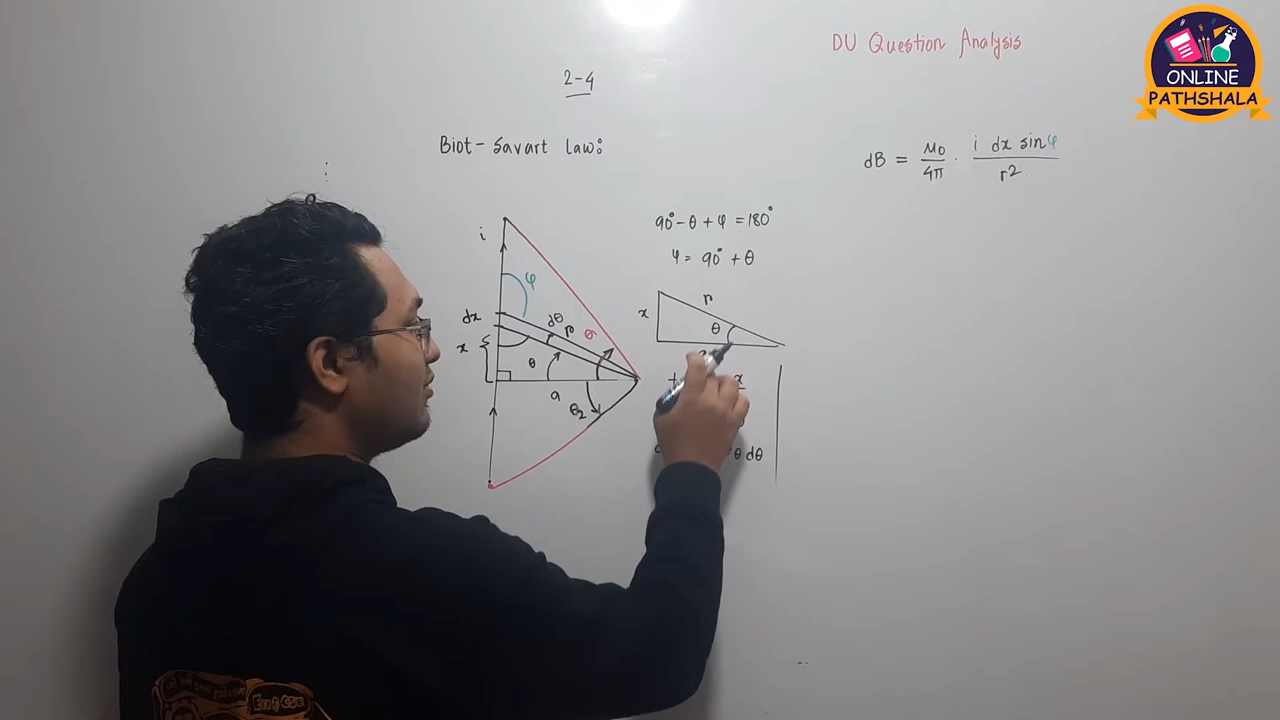 DU Question Analysis
ONLINE
PATHSHALA
2-4
Biot-Savart law:
dB = μ0/4π · i dx sinφ / r²
90° - θ + φ = 180°
φ = 90° + θ
i
φ
dx
x
dθ
r
θ
a
θ2
x
r
θ
x
θ dθ